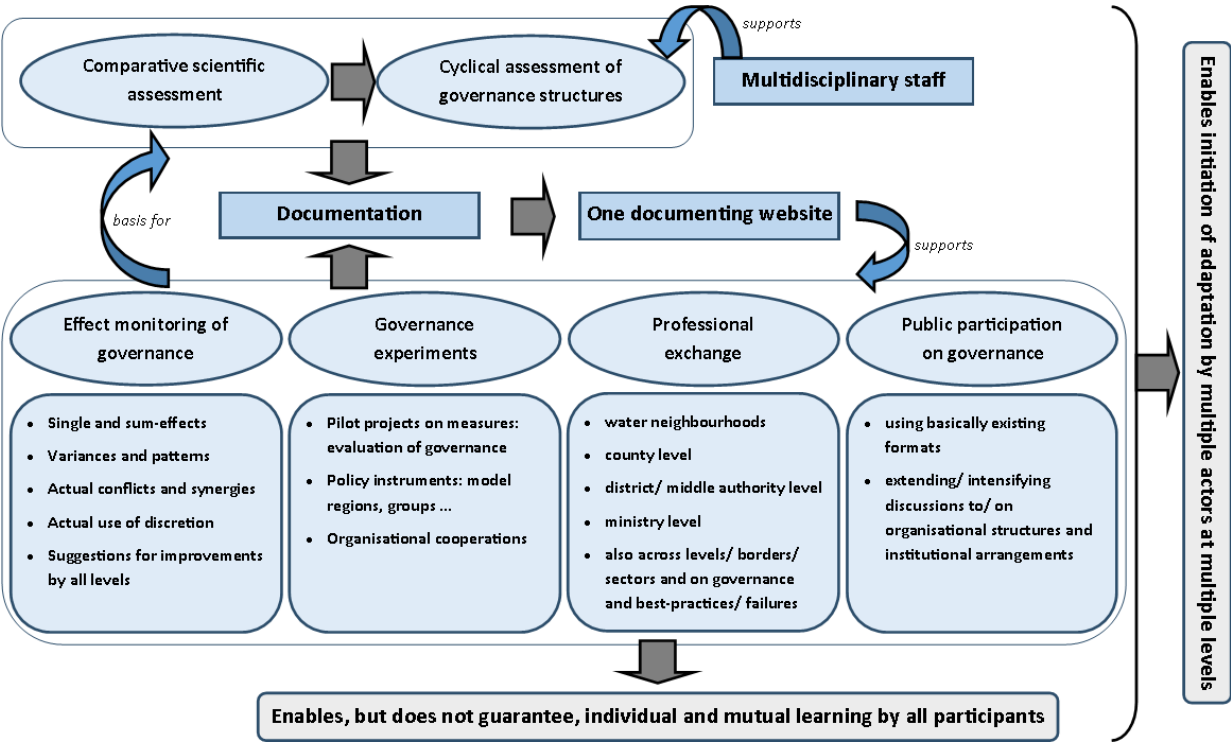 supports
Comparative scientific
assessment
Cyclical assessment of
governance structures
Multidisciplinary staff
basis for
Documentation
One documenting website
supports
Effect monitoring of
governance
Governance
experiments
Professional
exchange
Public participation
on governance
• Single and sum-effects
• Variances and patterns
• Actual conflicts and synergies
• Actual use of discretion
• Suggestions for improvements
by all levels
• Pilot projects on measures:
evaluation of governance
• Policy instruments: model
regions, groups ...
• Organisational cooperations
• water neighbourhoods
• county level
• district/ middle authority level
• ministry level
• also across levels/ borders/
sectors and on governance
and best-practices/ failures
• using basically existing
formats
• extending/ intensifying
discussions to/ on
organisational structures and
institutional arrangements
Enables, but does not guarantee, individual and mutual learning by all participants
Enables initiation of adaptation by multiple actors at multiple levels